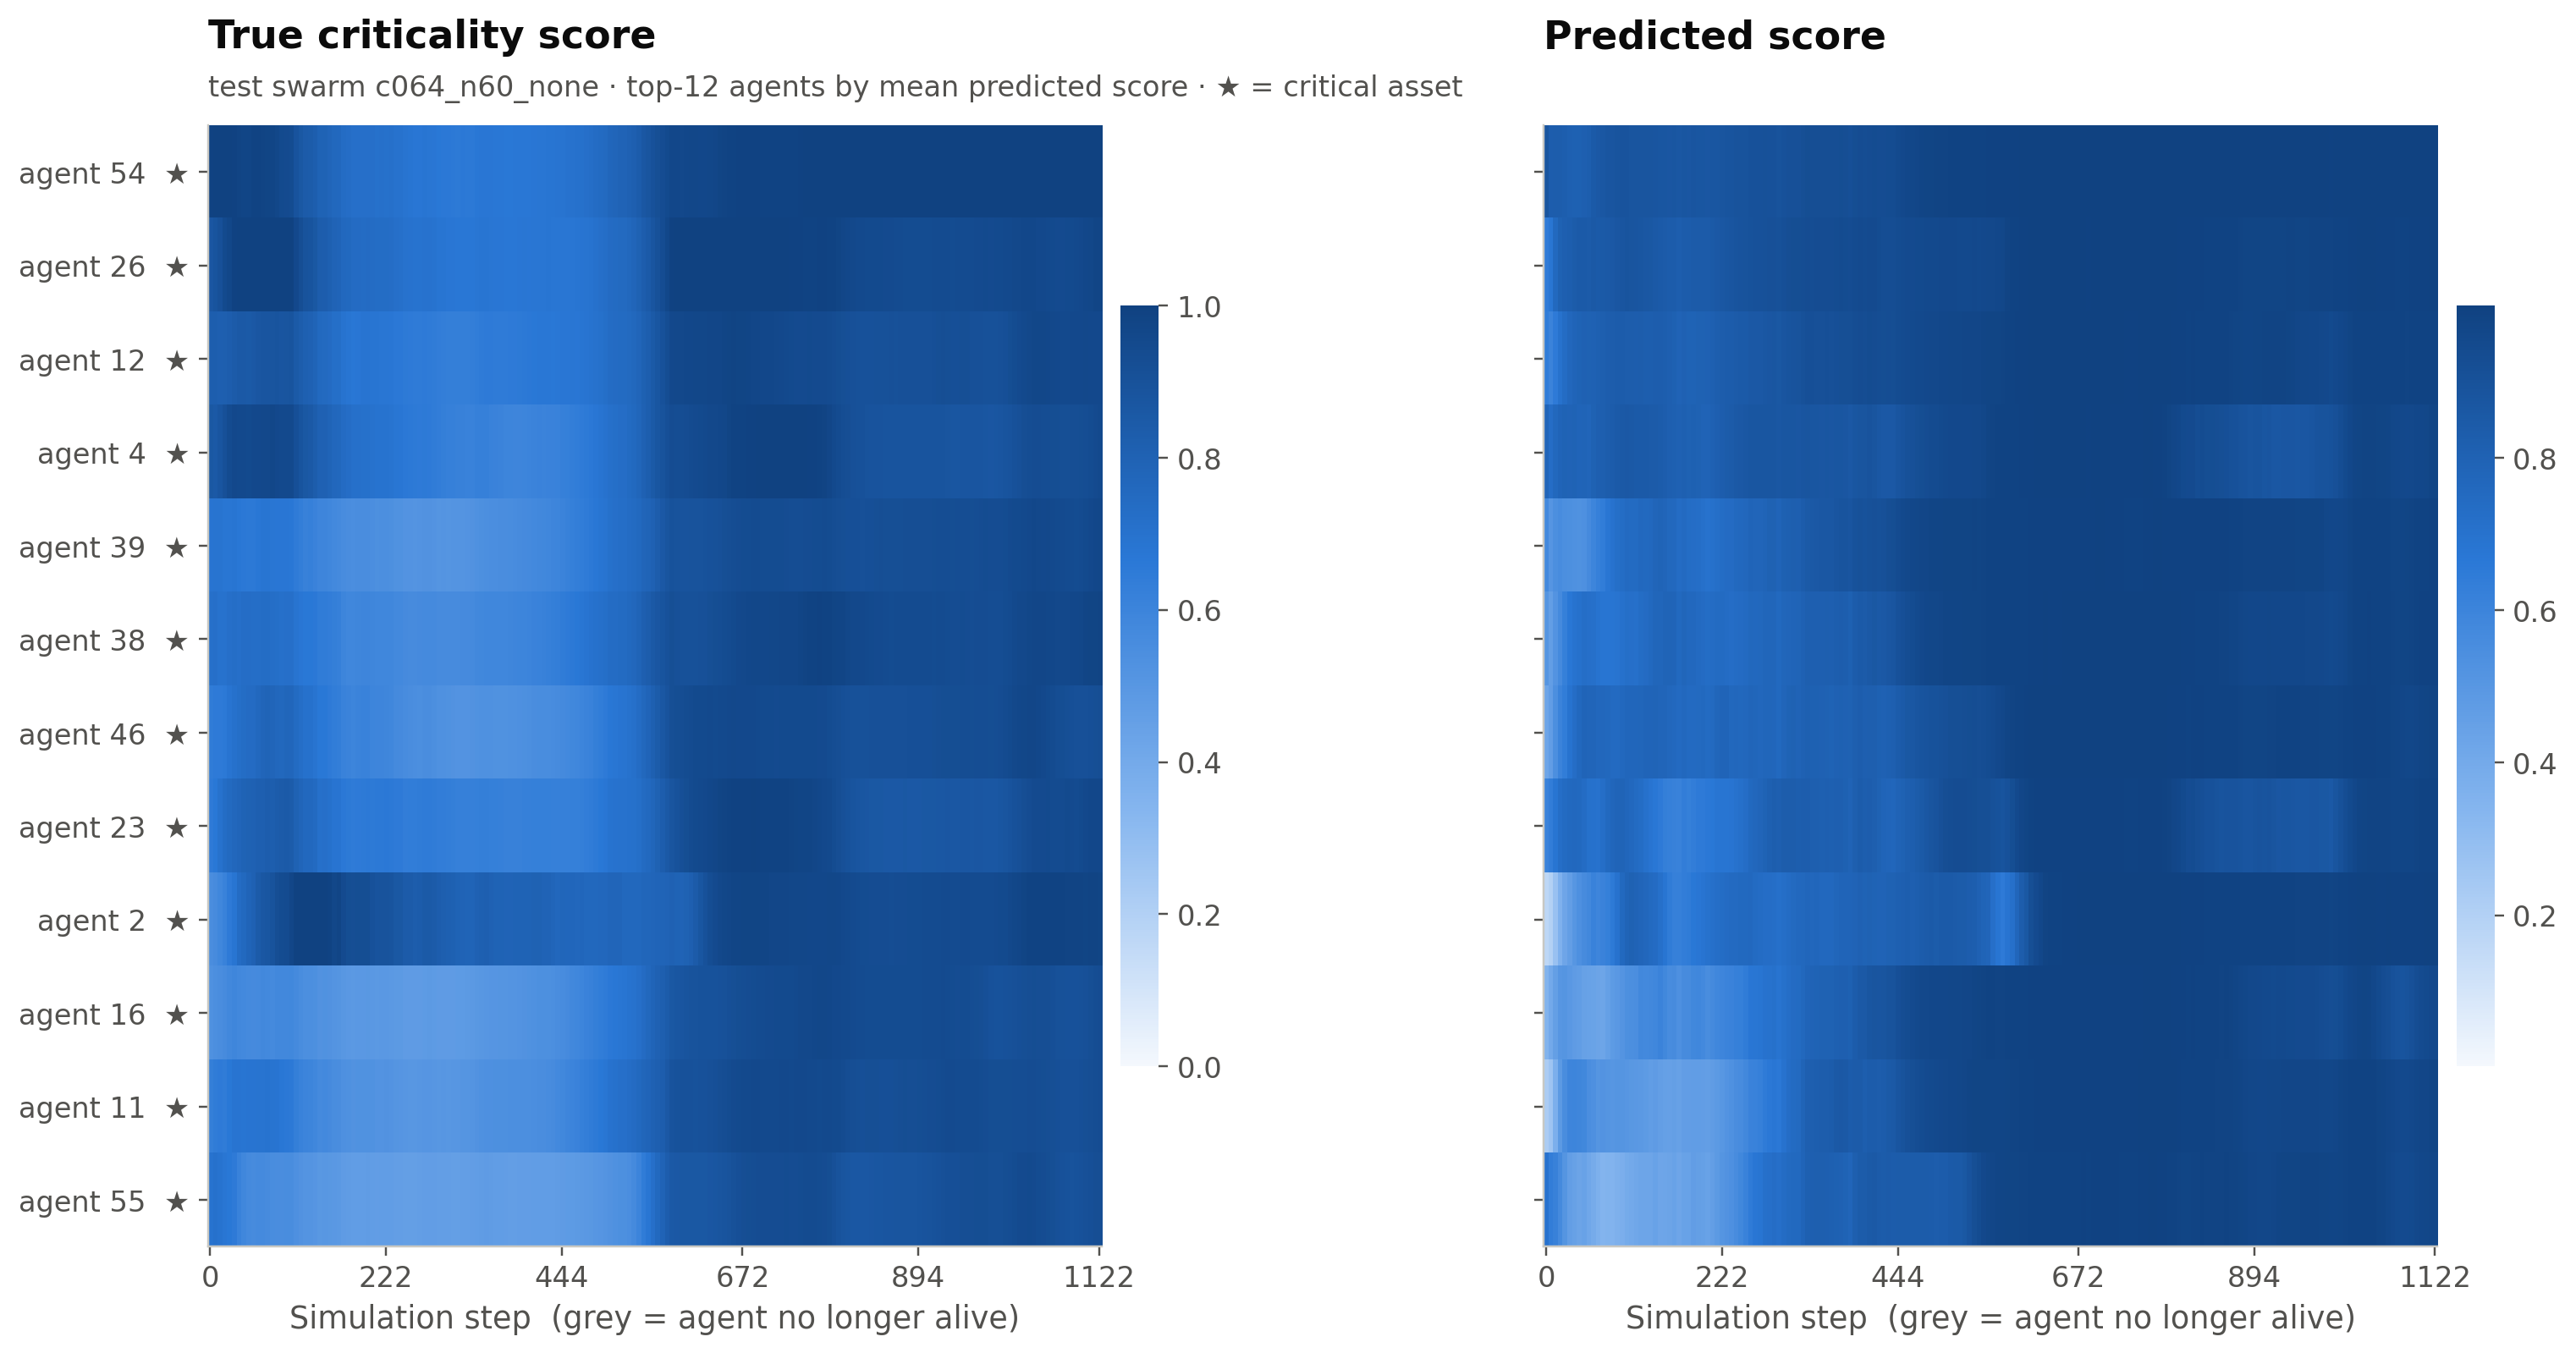 True criticality score
test swarm c064_n60_none · top-12 agents by mean predicted score · ★ = critical asset
agent 54 ★
agent 26 ★
agent 12 ★
agent 4 ★
agent 39 ★
agent 38 ★
agent 46 ★
agent 23 ★
agent 2 ★
agent 16 ★
agent 11 ★
agent 55 ★
0 222 444 672 894 1122
Simulation step (grey = agent no longer alive)
1.0
0.8
0.6
0.4
0.2
0.0
Predicted score
0 222 444 672 894 1122
Simulation step (grey = agent no longer alive)
0.8
0.6
0.4
0.2